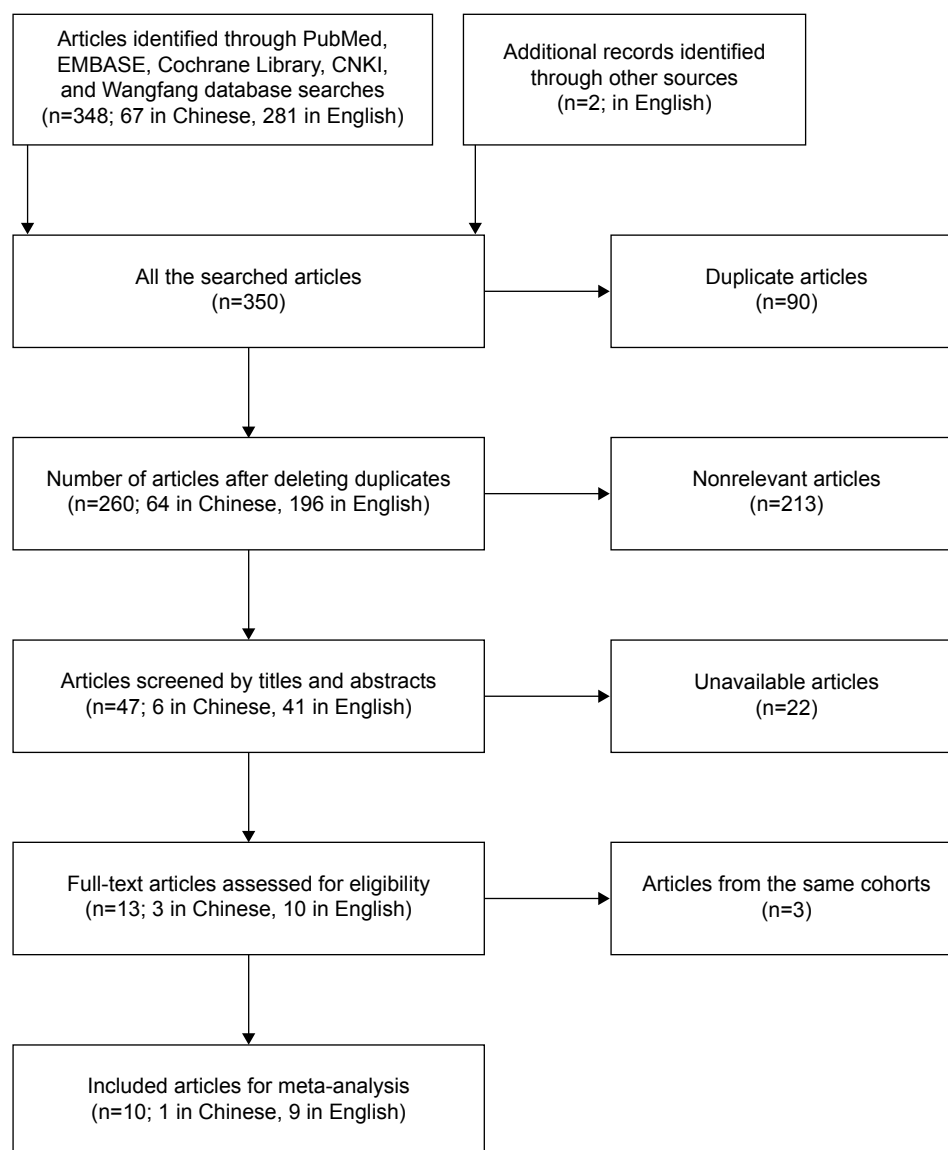 Articles identified through PubMed,
EMBASE, Cochrane Library, CNKI,
and Wangfang database searches
(n=348; 67 in Chinese, 281 in English)
Additional records identified
through other sources
(n=2; in English)
All the searched articles
(n=350)
Duplicate articles
(n=90)
Number of articles after deleting duplicates
(n=260; 64 in Chinese, 196 in English)
Nonrelevant articles
(n=213)
Articles screened by titles and abstracts
(n=47; 6 in Chinese, 41 in English)
Unavailable articles
(n=22)
Full-text articles assessed for eligibility
(n=13; 3 in Chinese, 10 in English)
Articles from the same cohorts
(n=3)
Included articles for meta-analysis
(n=10; 1 in Chinese, 9 in English)